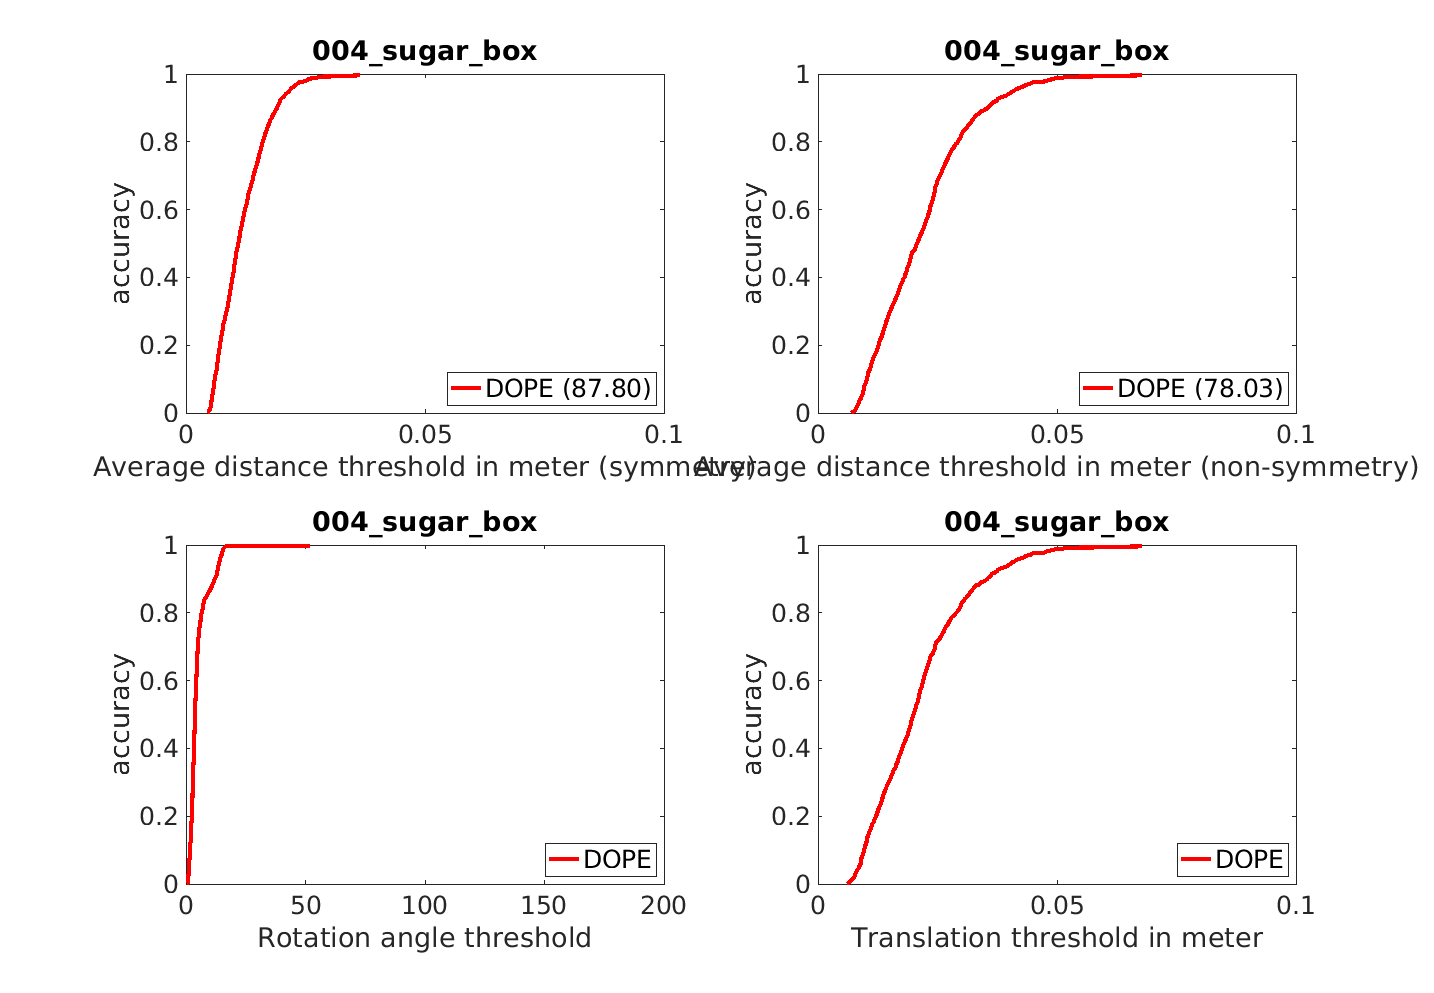 004_sugar_box
1
0.8
0.6
0.4
0.2
0
accuracy
DOPE (87.80)
0 0.05 0.1
Average distance threshold in meter (symmetry)
004_sugar_box
1
0.8
0.6
0.4
0.2
0
accuracy
DOPE (78.03)
0 0.05 0.1
Average distance threshold in meter (non-symmetry)
004_sugar_box
1
0.8
0.6
0.4
0.2
0
accuracy
DOPE
0 50 100 150 200
Rotation angle threshold
004_sugar_box
1
0.8
0.6
0.4
0.2
0
accuracy
DOPE
0 0.05 0.1
Translation threshold in meter